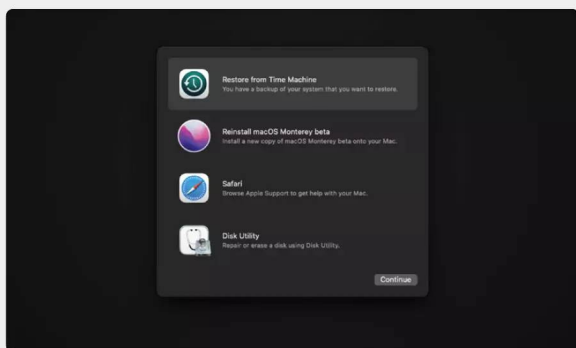 Restore from Time Machine
You have a backup of your system that you want to restore.
Reinstall macOS Monterey beta
Install a new copy of macOS Monterey beta onto your Mac.
Safari
Browse Apple Support to get help with your Mac.
Disk Utility
Repair or erase a disk using Disk Utility.
Continue